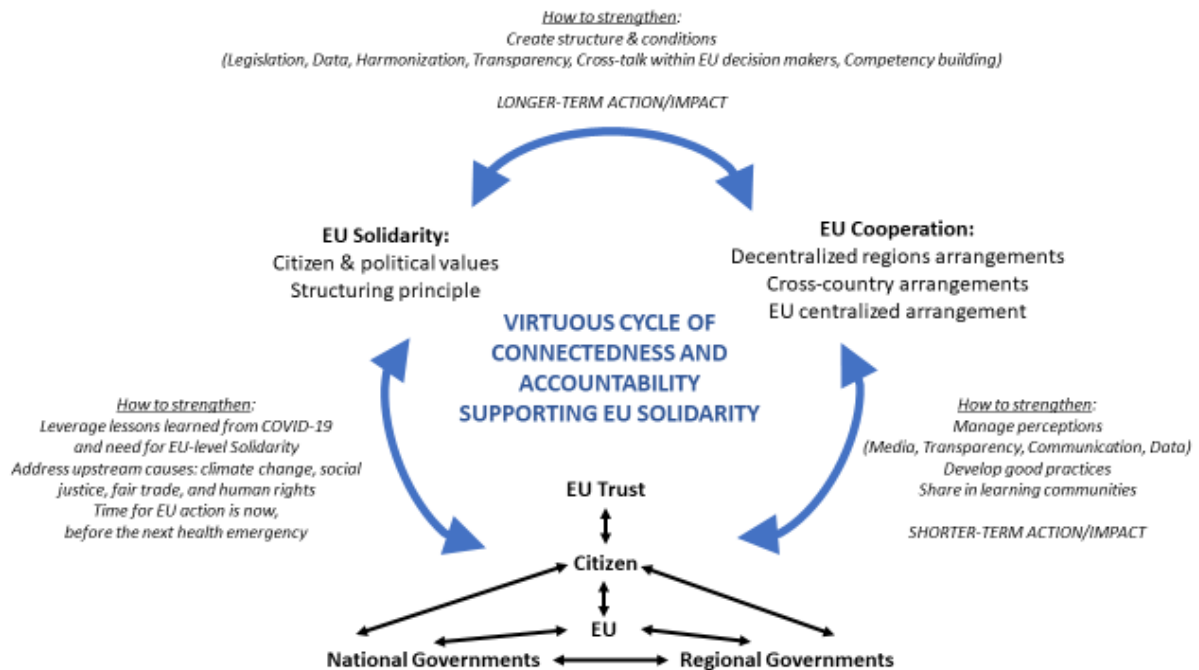 How to strengthen:
Create structure & conditions
(Legislation, Data, Harmonization, Transparency, Cross-talk within EU decision makers, Competency building)
LONGER-TERM ACTION/IMPACT
EU Solidarity:
Citizen & political values
Structuring principle
EU Cooperation:
Decentralized regions arrangements
Cross-country arrangements
EU centralized arrangement
VIRTUOUS CYCLE OF
CONNECTEDNESS AND
ACCOUNTABILITY
SUPPORTING EU SOLIDARITY
How to strengthen:
Leverage lessons learned from COVID-19
and need for EU-level Solidarity
Address upstream causes: climate change, social
justice, fair trade, and human rights
Time for EU action is now,
before the next health emergency
How to strengthen:
Manage perceptions
(Media, Transparency, Communication, Data)
Develop good practices
Share in learning communities
SHORTER-TERM ACTION/IMPACT
EU Trust
Citizen
EU
National Governments
Regional Governments